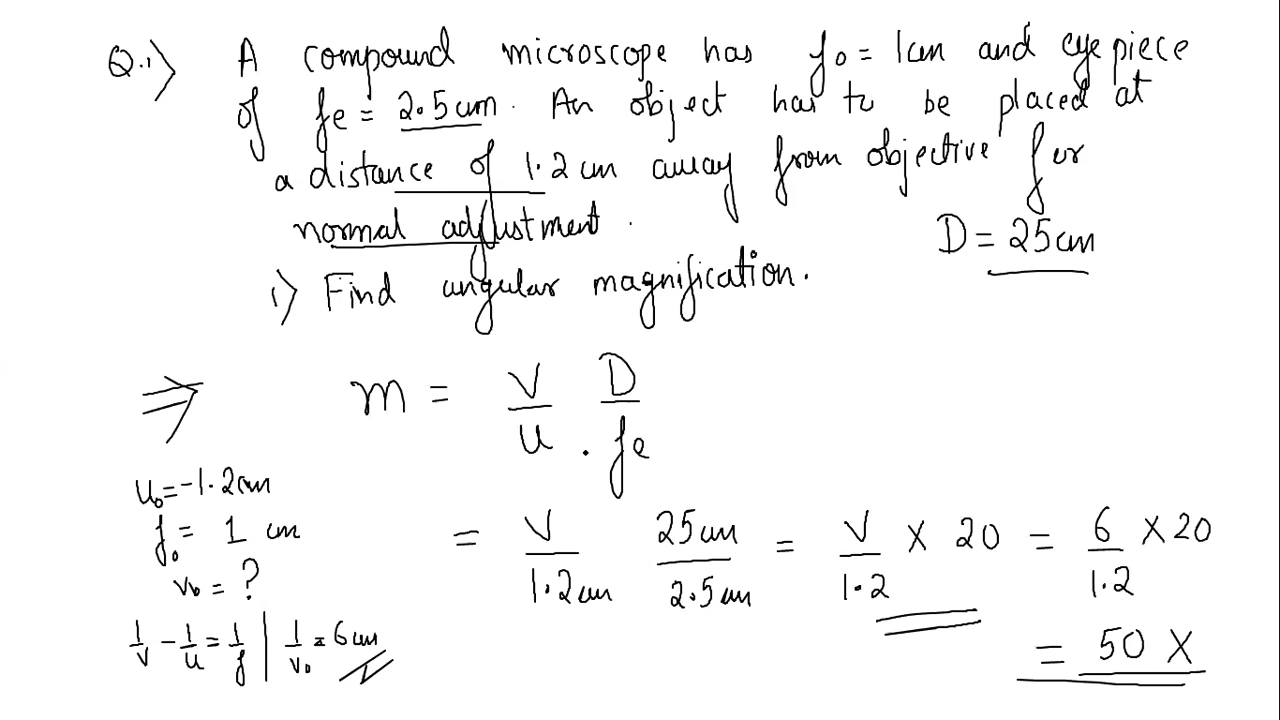 Q.1) A compound microscope has fo = 1cm and eyepiece
of fe = 2.5cm. An object has to be placed at
a distance of 1.2 cm away from objective for
normal adjustment.
D = 25cm
i) Find angular magnification.
⇒ m = V/u . D/fe
u₀ = -1.2cm
f₀ = 1 cm
v₀ = ?
1/v - 1/u = 1/f | 1/v₀ = 6cm
= V/1.2cm 25cm/2.5cm = V/1.2 X 20 = 6/1.2 X 20
= 50 X